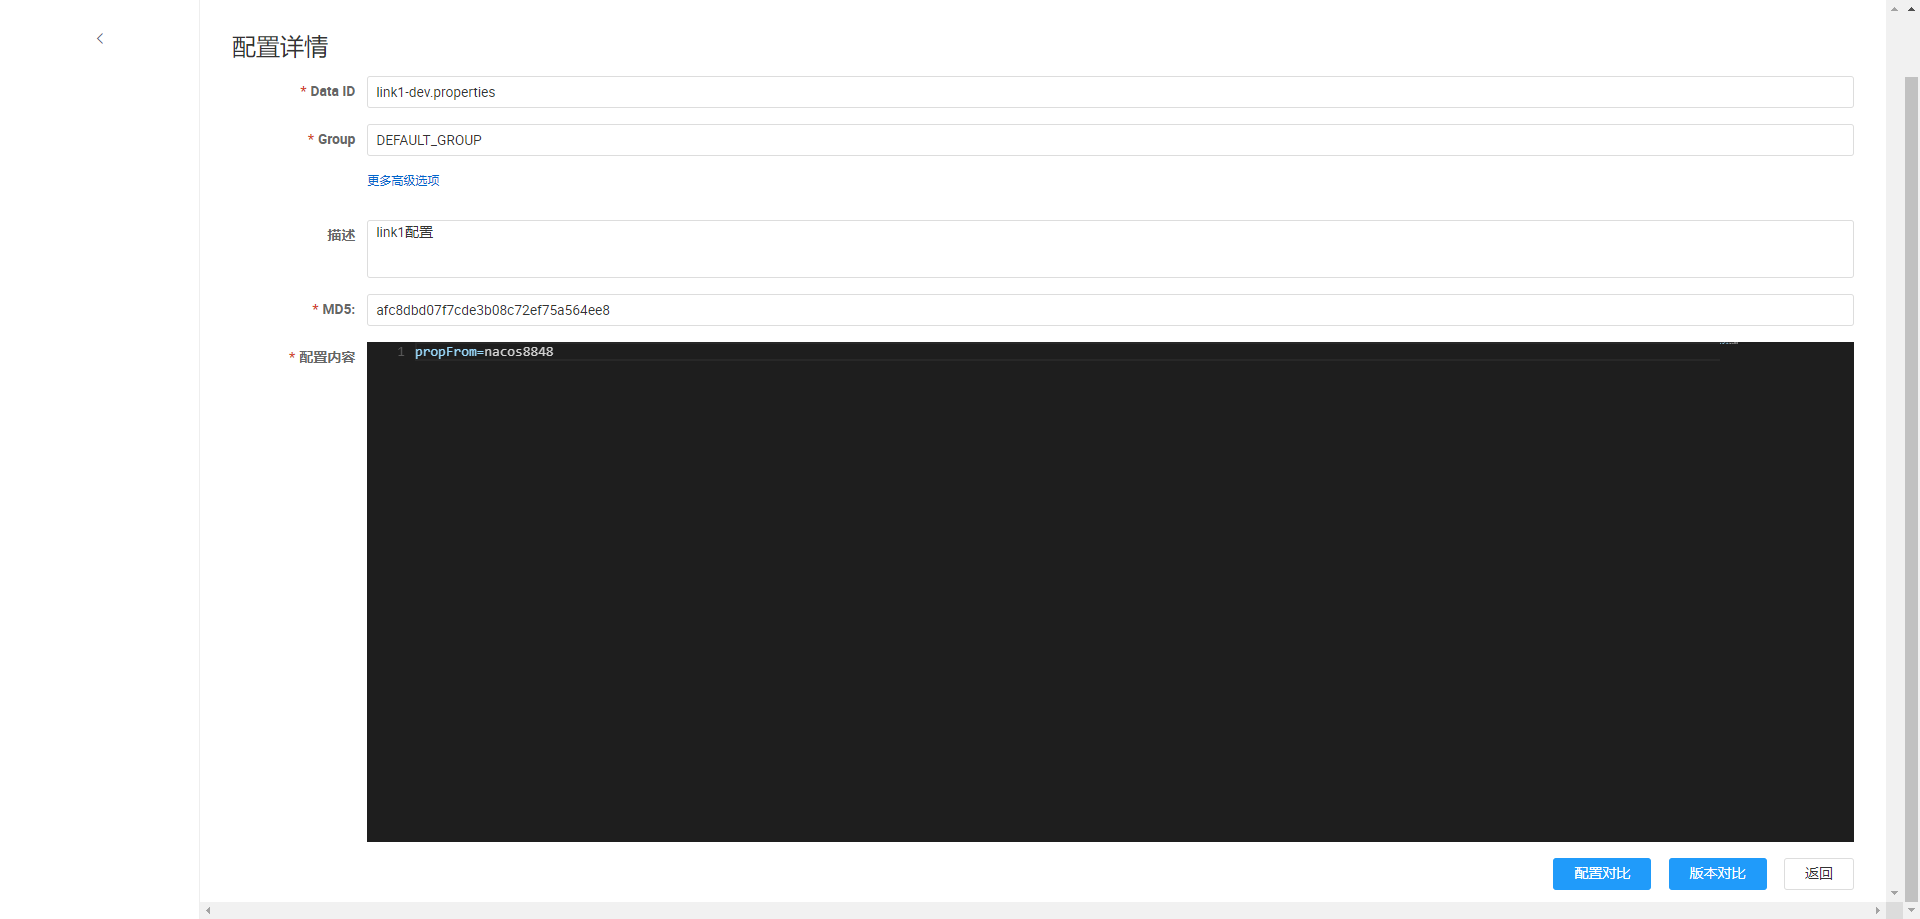 配置详情
* Data ID
link1-dev.properties
* Group
DEFAULT_GROUP
更多高级选项
描述
link1配置
* MD5:
afc8dbd07f7cde3b08c72ef75a564ee8
* 配置内容
1 propFrom=nacos8848
配置对比
版本对比
返回